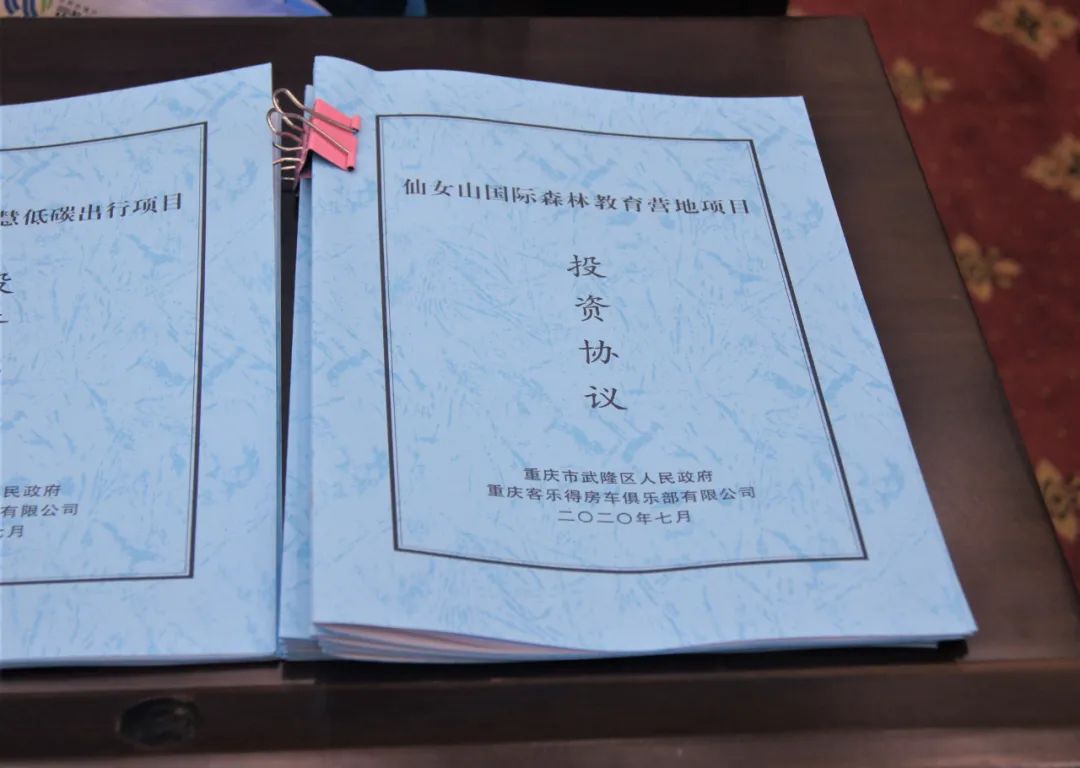 慧低碳出行项目
民政府
有限公司
七月
仙女山国际森林教育营地项目
投
资
协
议
重庆市武隆区人民政府
重庆客乐得房车俱乐部有限公司
二〇二〇年七月